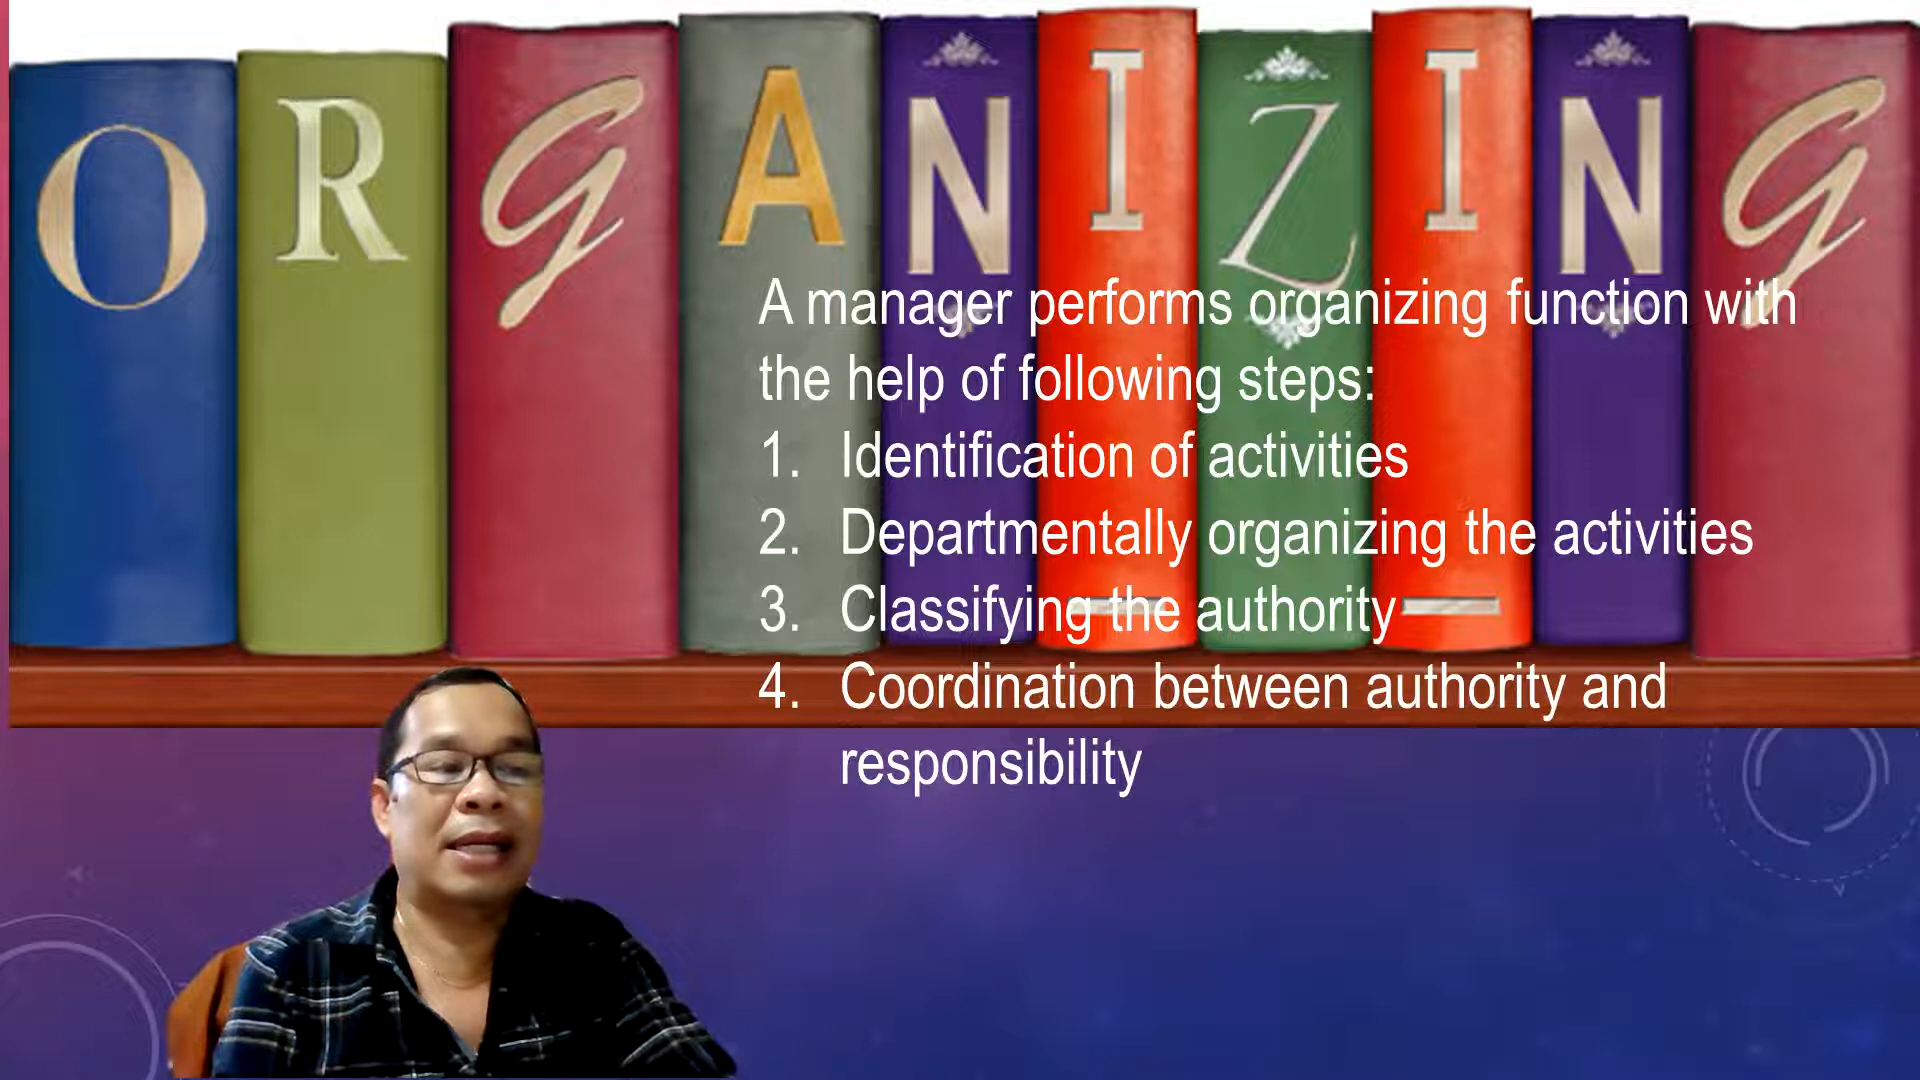 ORGANIZING
A manager performs organizing function with
the help of following steps:
1. Identification of activities
2. Departmentally organizing the activities
3. Classifying the authority
4. Coordination between authority and
responsibility